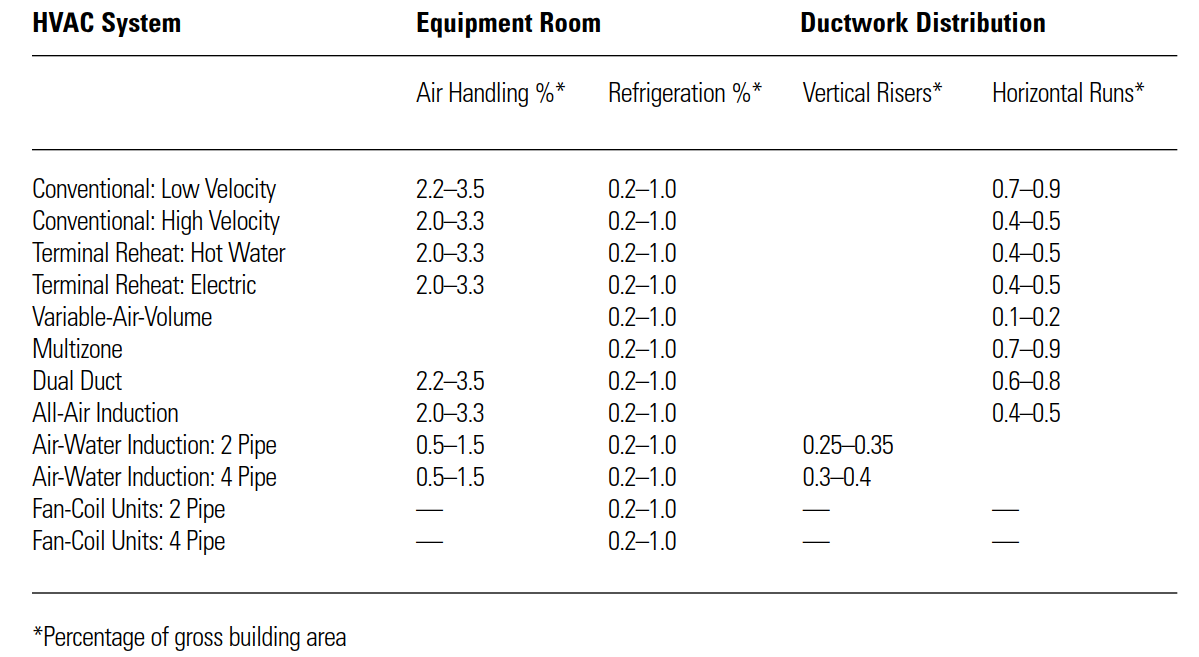 HVAC System Equipment Room Ductwork Distribution
Air Handling %* Refrigeration %* Vertical Risers* Horizontal Runs*
Conventional: Low Velocity 2.2–3.5 0.2–1.0 0.7–0.9
Conventional: High Velocity 2.0–3.3 0.2–1.0 0.4–0.5
Terminal Reheat: Hot Water 2.0–3.3 0.2–1.0 0.4–0.5
Terminal Reheat: Electric 2.0–3.3 0.2–1.0 0.4–0.5
Variable-Air-Volume 0.2–1.0 0.1–0.2
Multizone 0.2–1.0 0.7–0.9
Dual Duct 2.2–3.5 0.2–1.0 0.6–0.8
All-Air Induction 2.0–3.3 0.2–1.0 0.4–0.5
Air-Water Induction: 2 Pipe 0.5–1.5 0.2–1.0 0.25–0.35
Air-Water Induction: 4 Pipe 0.5–1.5 0.2–1.0 0.3–0.4
Fan-Coil Units: 2 Pipe — 0.2–1.0 — —
Fan-Coil Units: 4 Pipe — 0.2–1.0 — —
*Percentage of gross building area